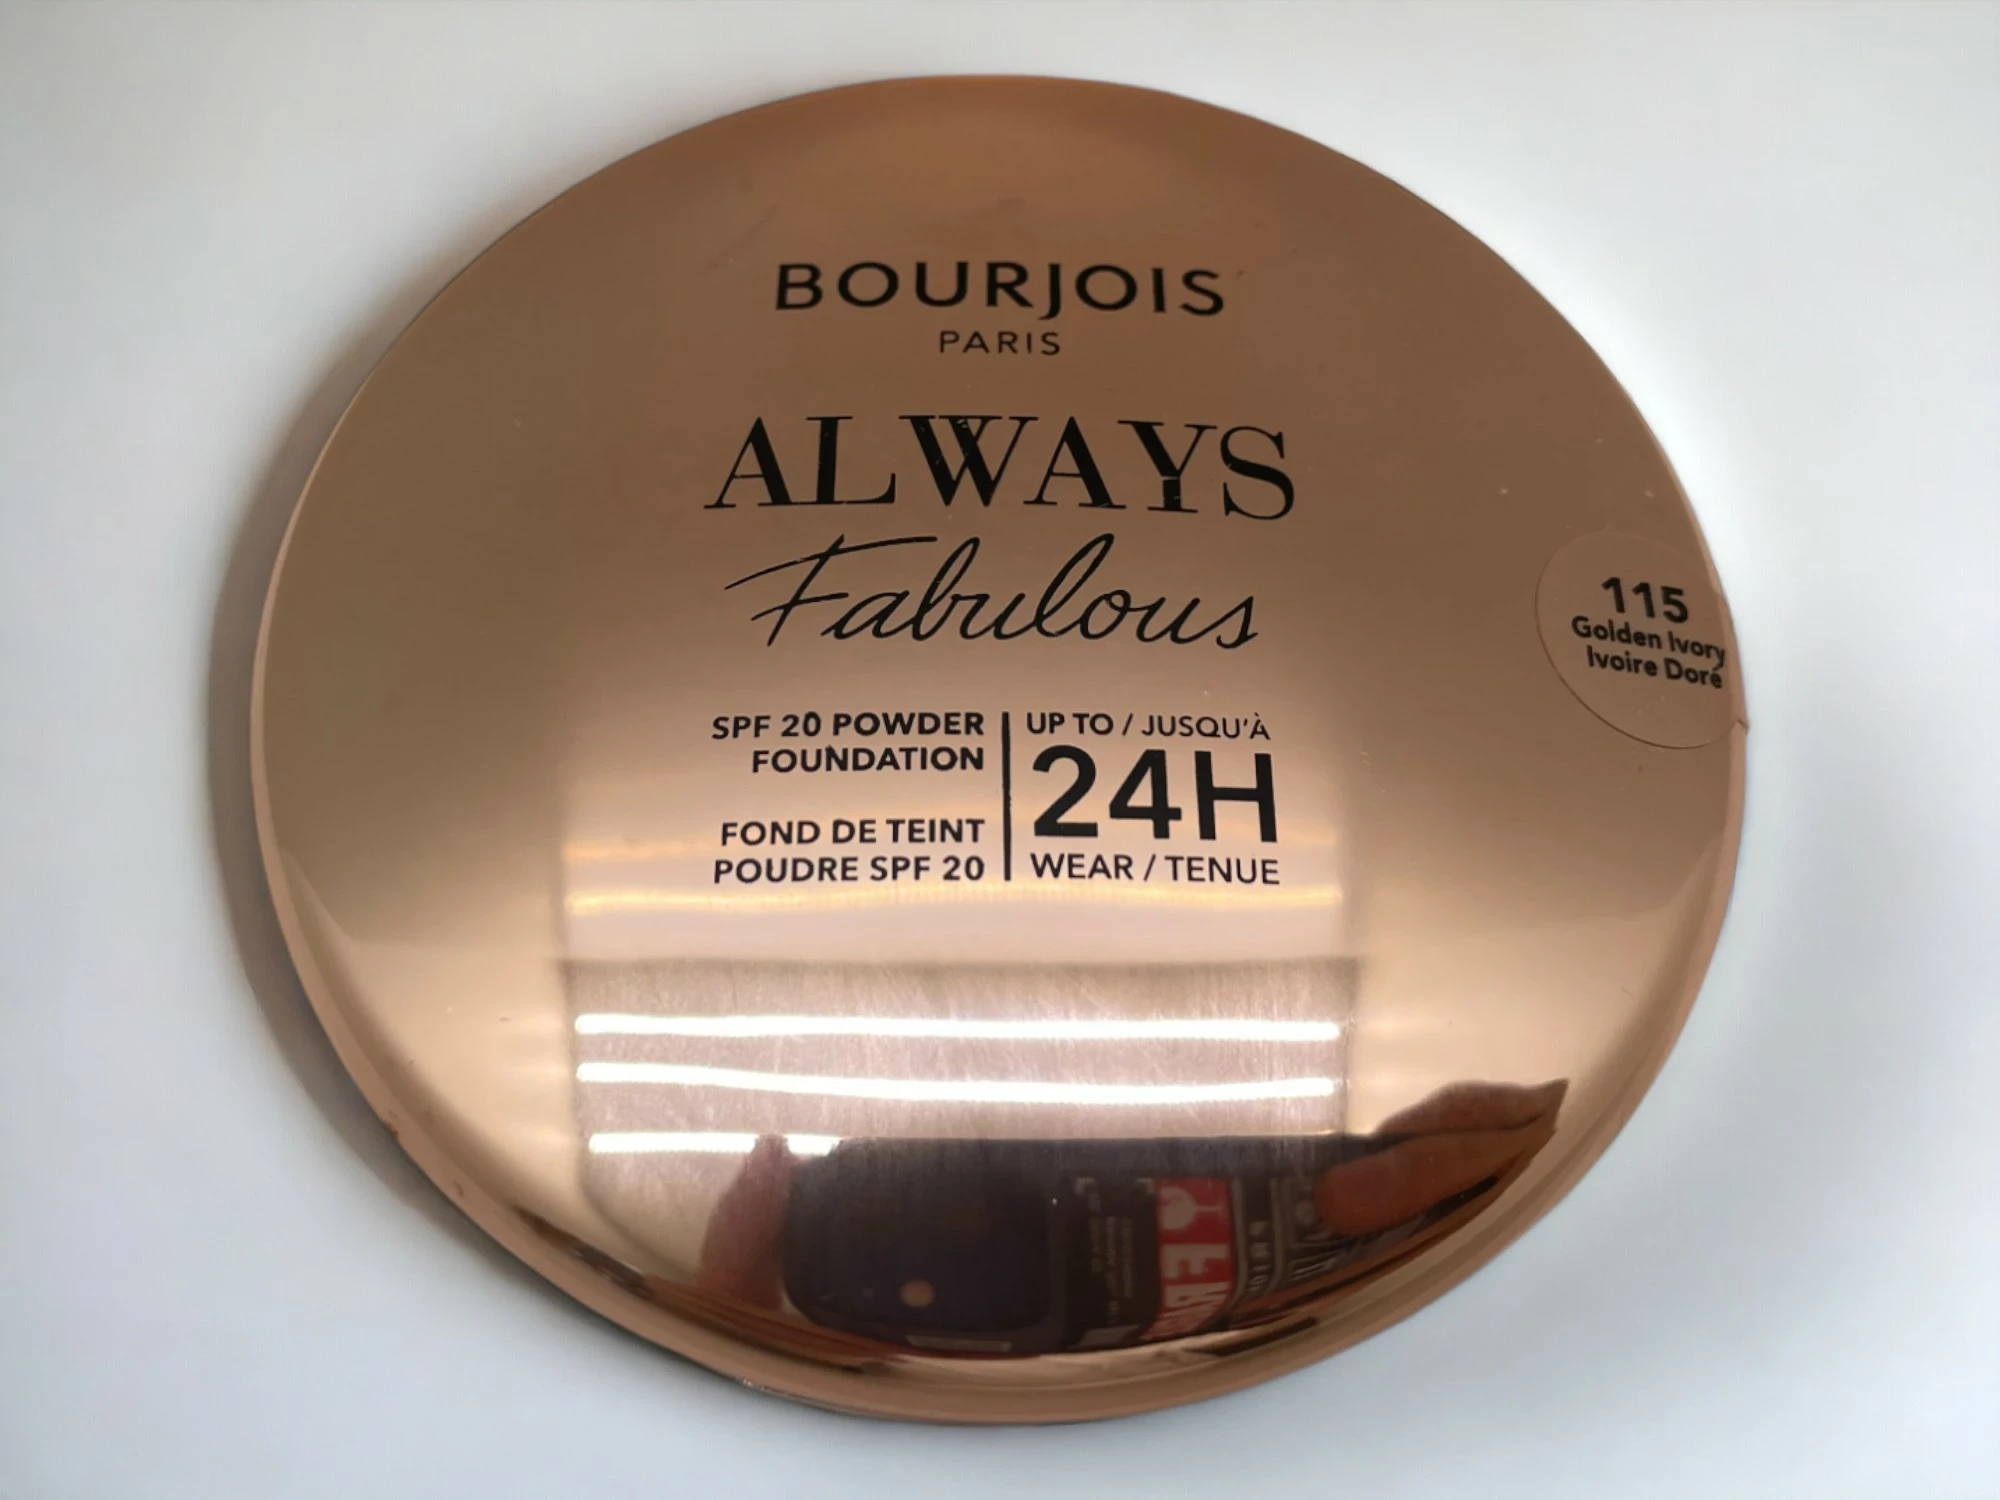 BOURJOIS
PARIS
ALWAYS
Fabulous
SPF 20 POWDER
FOUNDATION
FOND DE TEINT
POUDRE SPF 20
UP TO / JUSQU'À
24H
WEAR / TENUE
115
Golden Ivory
Ivoire Doré